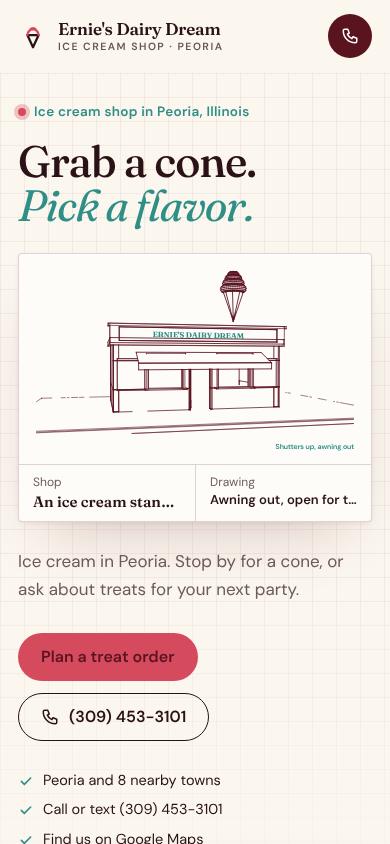 Ernie's Dairy Dream
ICE CREAM SHOP · PEORIA
Ice cream shop in Peoria, Illinois
Grab a cone.
Pick a flavor.
ERNIE'S DAIRY DREAM
Shutters up, awning out
Shop
An ice cream stan...
Drawing
Awning out, open for t...
Ice cream in Peoria. Stop by for a cone, or
ask about treats for your next party.
Plan a treat order
(309) 453-3101
Peoria and 8 nearby towns
Call or text (309) 453-3101
Find us on Google Maps